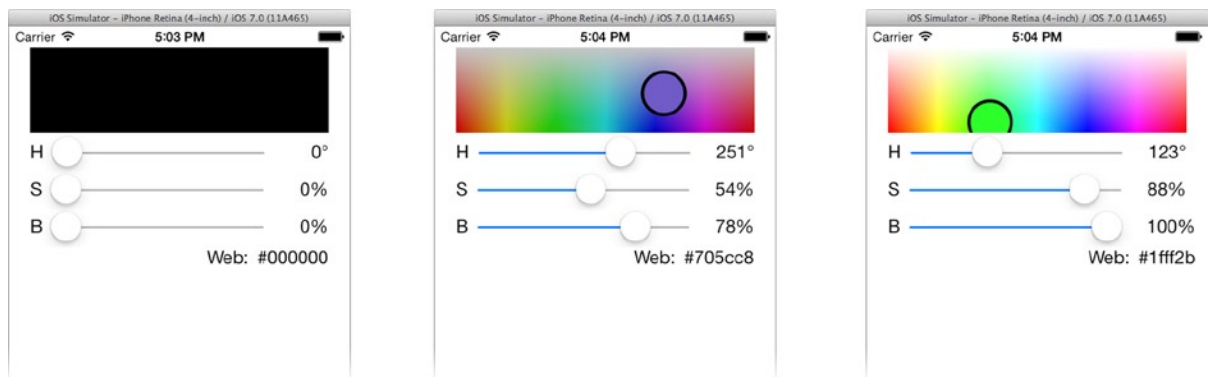 iOS Simulator - iPhone Retina (4-inch) / iOS 7.0 (11A465)
Carrier 5:03 PM
H 0°
S 0%
B 0%
Web: #000000
iOS Simulator - iPhone Retina (4-inch) / iOS 7.0 (11A465)
Carrier 5:04 PM
H 251°
S 54%
B 78%
Web: #705cc8
iOS Simulator - iPhone Retina (4-inch) / iOS 7.0 (11A465)
Carrier 5:04 PM
H 123°
S 88%
B 100%
Web: #1fff2b